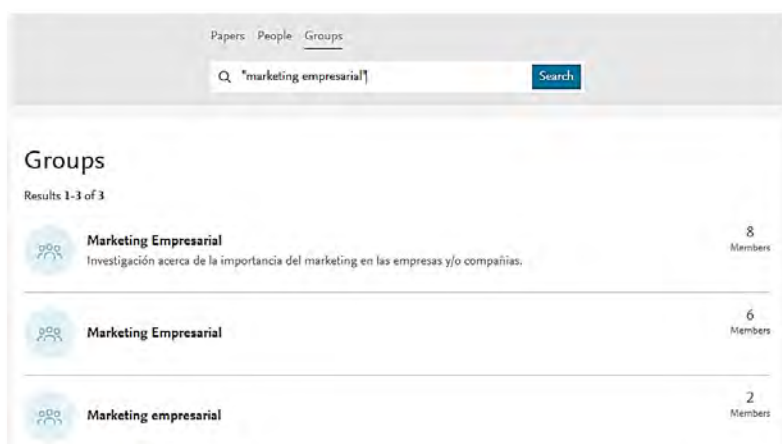 Papers People Groups
"marketing empresarial"
Search
Groups
Results 1-3 of 3
Marketing Empresarial
Investigación acerca de la importancia del marketing en las empresas y/o compañías.
8
Members
Marketing Empresarial
6
Members
Marketing empresarial
2
Members